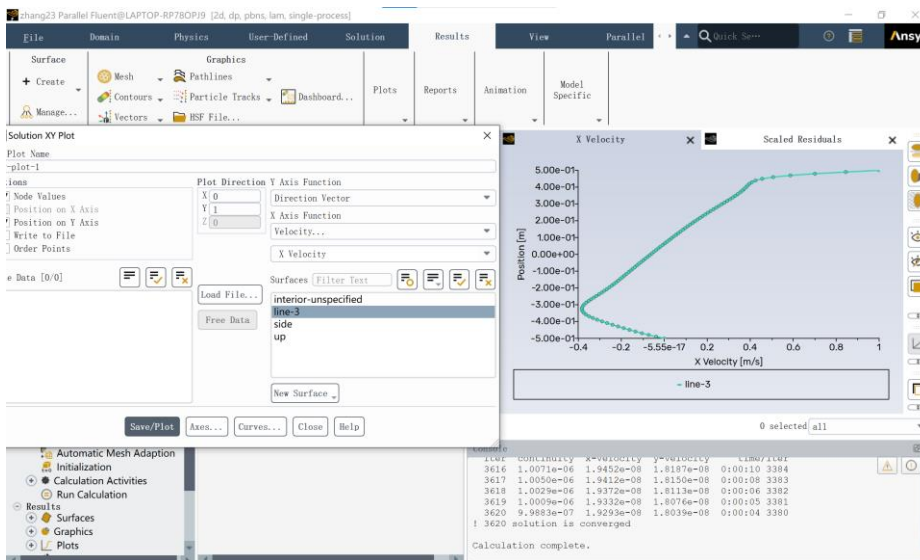 zhang23 Parallel Fluent@LAPTOP-RP78OPJ9 [2d, dp, pbns, lam, single-process]
File Domain Physics User-Defined Solution Results View Parallel Quick Se··· Ansy
Surface Graphics
+ Create Mesh Pathlines
Contours Particle Tracks Dashboard... Plots Reports Animation Model Specific
Manage... Vectors HSF File...
Solution XY Plot
X Velocity
Scaled Residuals
Plot Name
-plot-1
ions
Plot Direction
Y Axis Function
Node Values
X 0
Direction Vector
Position on X Axis
Y 1
X Axis Function
Position on Y Axis
Z 0
Velocity...
Write to File
Order Points
X Velocity
e Data [0/0]
Load File...
Free Data
Surfaces Filter Text
interior-unspecified
line-3
side
up
New Surface
Save/Plot Axes... Curves... Close Help
5.00e-01
4.00e-01
3.00e-01
2.00e-01
1.00e-01
0.00e+00
-1.00e-01
-2.00e-01
-3.00e-01
-4.00e-01
-5.00e-01
Position [m]
-0.4 -0.2 -5.55e-17 0.2 0.4 0.6 0.8 1
X Velocity [m/s]
line-3
0 selected all
Automatic Mesh Adaption
Initialization
Calculation Activities
Run Calculation
Results
Surfaces
Graphics
Plots
Console
iter continuity x-velocity y-velocity time/iter
3616 1.0071e-06 1.9452e-08 1.8187e-08 0:00:10 3384
3617 1.0050e-06 1.9412e-08 1.8150e-08 0:00:08 3383
3618 1.0029e-06 1.9372e-08 1.8113e-08 0:00:06 3382
3619 1.0009e-06 1.9332e-08 1.8076e-08 0:00:05 3381
3620 9.9883e-07 1.9293e-08 1.8039e-08 0:00:04 3380
! 3620 solution is converged
Calculation complete.